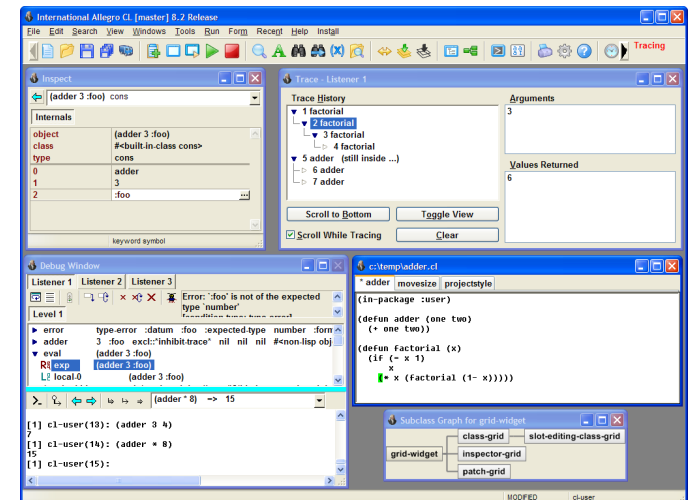 International Allegro CL [master] 8.2 Release
File Edit Search View Windows Tools Run Form Recent Help Install
Tracing
Inspect
(adder 3 :foo) cons
Internals
object (adder 3 :foo)
class #<built-in class cons>
type cons
0 adder
1 3
2 :foo ...
keyword symbol
Trace - Listener 1
Trace History
1 factorial
2 factorial
3 factorial
4 factorial
5 adder (still inside ...)
6 adder
7 adder
Scroll to Bottom Toggle View
Scroll While Tracing Clear
Arguments
3
Values Returned
6
Debug Window
Listener 1 Listener 2 Listener 3
Error: `:foo' is not of the expected
type `number'
[condition type: type-error]
Level 1
error type-error :datum :foo :expected-type number :form
adder 3 :foo excl::*inhibit-trace* nil nil nil #<non-lisp obj
eval (adder 3 :foo)
R exp (adder 3 :foo)
L local-0 (adder 3 :foo)
(adder * 8) => 15
[1] cl-user(13): (adder 3 4)
7
[1] cl-user(14): (adder * 8)
15
[1] cl-user(15):
c:\temp\adder.cl
* adder movesize projectstyle
(in-package :user)
(defun adder (one two)
(+ one two))
(defun factorial (x)
(if (= x 1)
x
(* x (factorial (1- x)))))
Subclass Graph for grid-widget
class-grid slot-editing-class-grid
grid-widget inspector-grid
patch-grid
MODIFIED cl-user